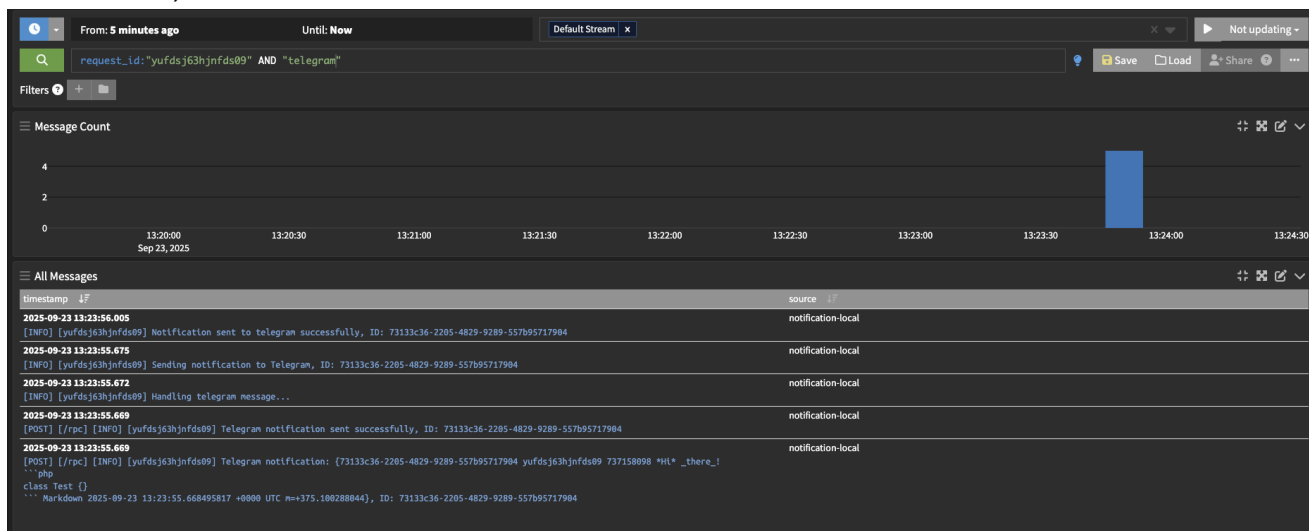 From: 5 minutes ago Until: Now Default Stream x Not updating
request_id:"yufdsj63hjnfds09" AND "telegram" Save Load Share ...
Filters
Message Count
4
2
0
13:20:00 13:20:30 13:21:00 13:21:30 13:22:00 13:22:30 13:23:00 13:23:30 13:24:00 13:24:30
Sep 23, 2025
All Messages
timestamp source
2025-09-23 13:23:56.005 notification-local
[INFO] [yufdsj63hjnfds09] Notification sent to telegram successfully, ID: 73133c36-2205-4829-9289-557b95717904
2025-09-23 13:23:55.675 notification-local
[INFO] [yufdsj63hjnfds09] Sending notification to Telegram, ID: 73133c36-2205-4829-9289-557b95717904
2025-09-23 13:23:55.672 notification-local
[INFO] [yufdsj63hjnfds09] Handling telegram message...
2025-09-23 13:23:55.669 notification-local
[POST] [/rpc] [INFO] [yufdsj63hjnfds09] Telegram notification sent successfully, ID: 73133c36-2205-4829-9289-557b95717904
2025-09-23 13:23:55.669 notification-local
[POST] [/rpc] [INFO] [yufdsj63hjnfds09] Telegram notification: {73133c36-2205-4829-9289-557b95717904 yufdsj63hjnfds09 737158098 *Hi* _there_!
```php
class Test {}
``` Markdown 2025-09-23 13:23:55.668495817 +0000 UTC m=+375.100288044}, ID: 73133c36-2205-4829-9289-557b95717904